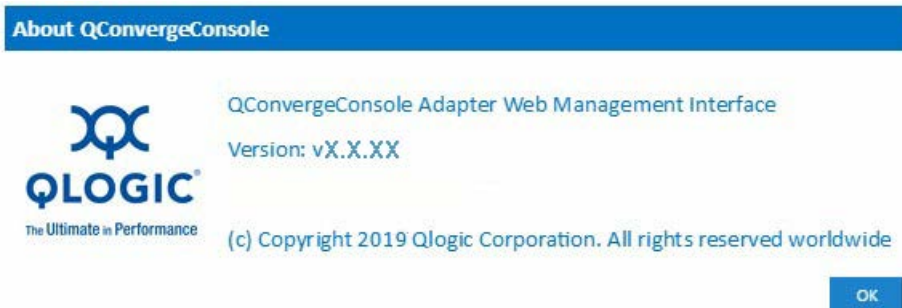 About QConvergeConsole
QConvergeConsole Adapter Web Management Interface
Version: vX.X.XX
QLOGIC®
The Ultimate in Performance
(c) Copyright 2019 Qlogic Corporation. All rights reserved worldwide
OK